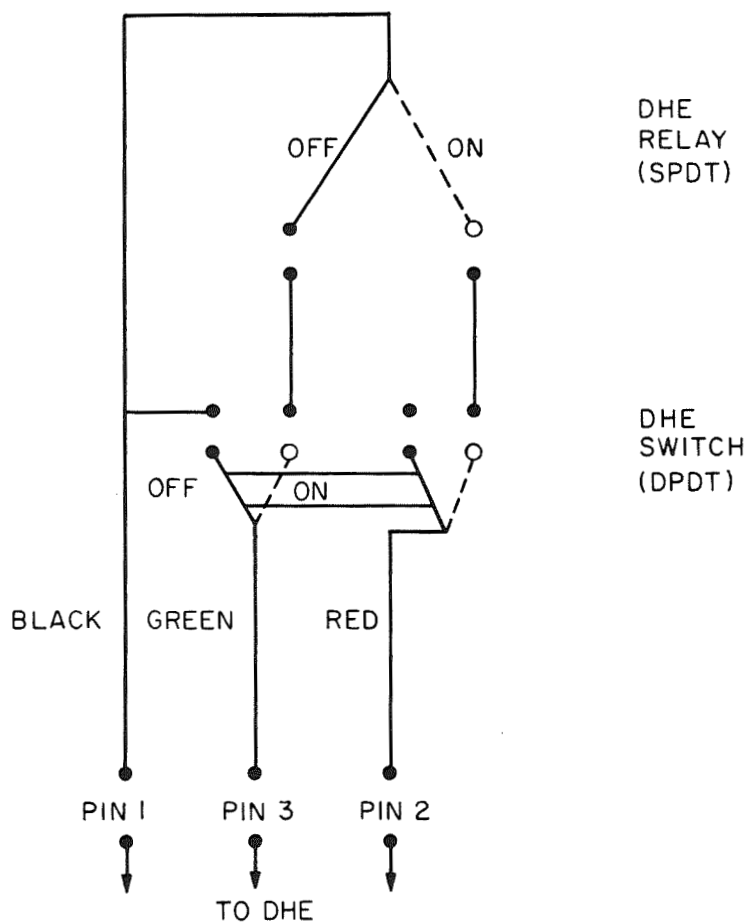 DHE
RELAY
(SPDT)
OFF
ON
DHE
SWITCH
(DPDT)
OFF
ON
BLACK
GREEN
RED
PIN 1
PIN 3
PIN 2
TO DHE